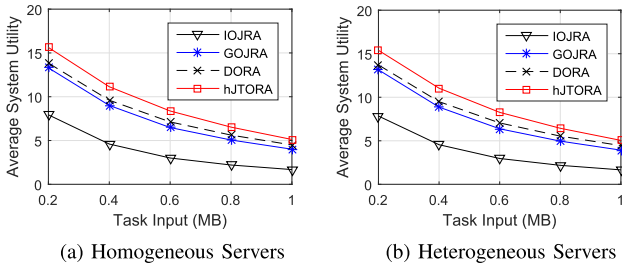 Average System Utility
20
15
10
5
0
IOJRA
GOJRA
DORA
hJTORA
0.2 0.4 0.6 0.8 1
Task Input (MB)
(a) Homogeneous Servers
Average System Utility
20
15
10
5
0
IOJRA
GOJRA
DORA
hJTORA
0.2 0.4 0.6 0.8 1
Task Input (MB)
(b) Heterogeneous Servers